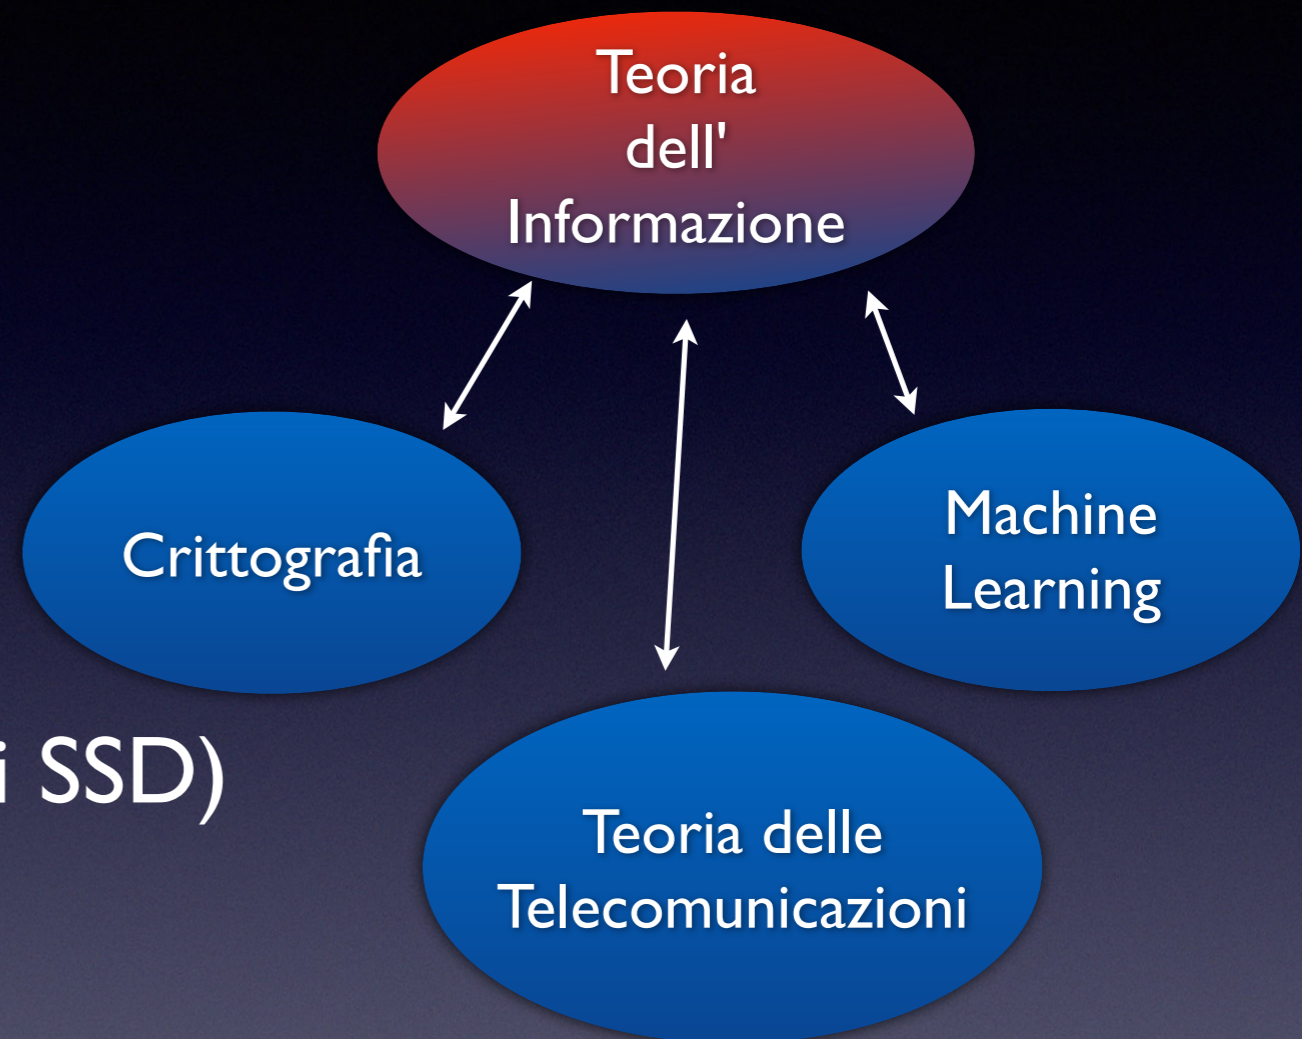 Teoria
dell'
Informazione
Crittografia
Machine
Learning
i SSD)
Teoria delle
Telecomunicazioni